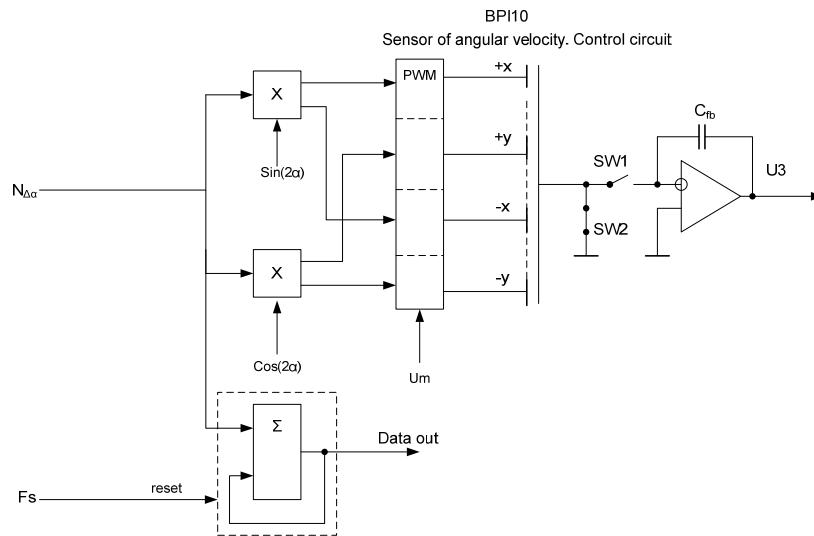 BPI10
Sensor of angular velocity. Control circuit
X
PWM
+x
+y
-x
-y
Sin(2α)
N∆α
X
Cos(2α)
Um
SW1
SW2
Cfb
U3
Σ
Data out
Fs
reset